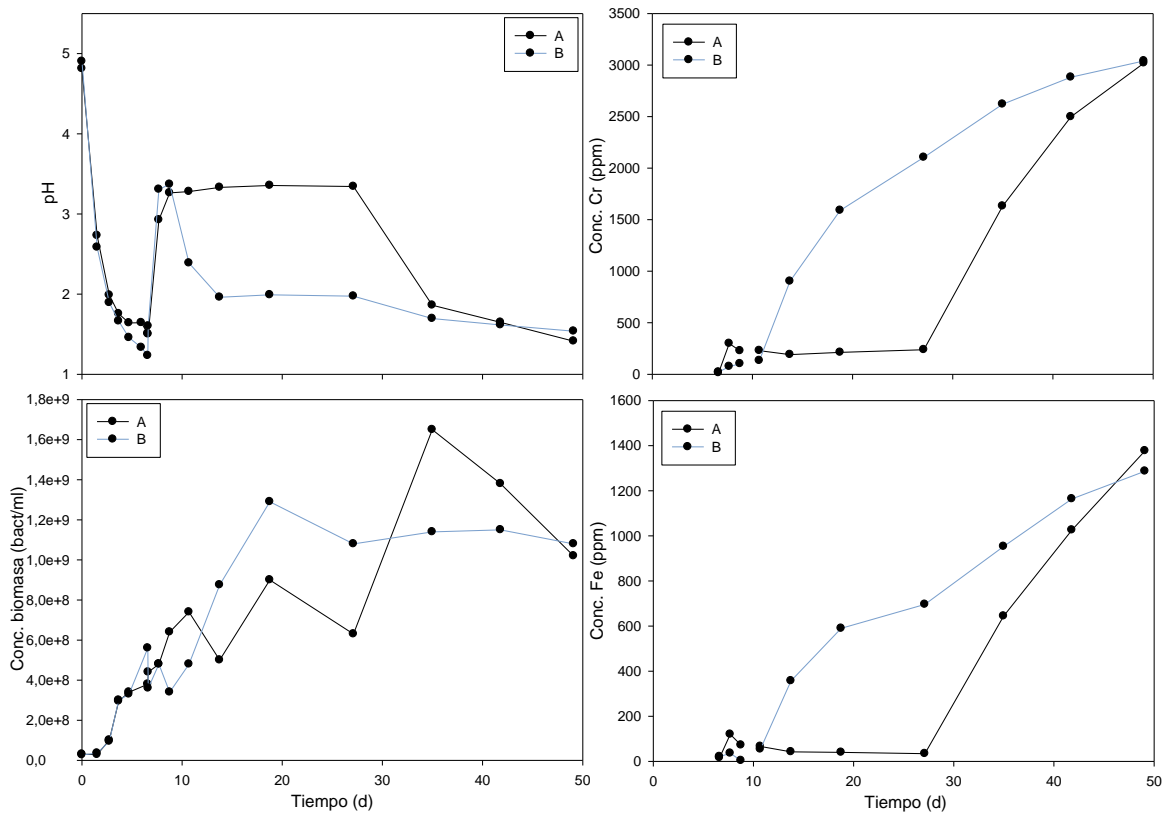 A
B
5
4
3
2
1
pH
A
B
3500
3000
2500
2000
1500
1000
500
0
Conc. Cr (ppm)
A
B
1,8e+9
1,6e+9
1,4e+9
1,2e+9
1,0e+9
8,0e+8
6,0e+8
4,0e+8
2,0e+8
0,0
Conc. biomasa (bact/ml)
0 10 20 30 40 50
Tiempo (d)
A
B
1600
1400
1200
1000
800
600
400
200
0
Conc. Fe (ppm)
0 10 20 30 40 50
Tiempo (d)